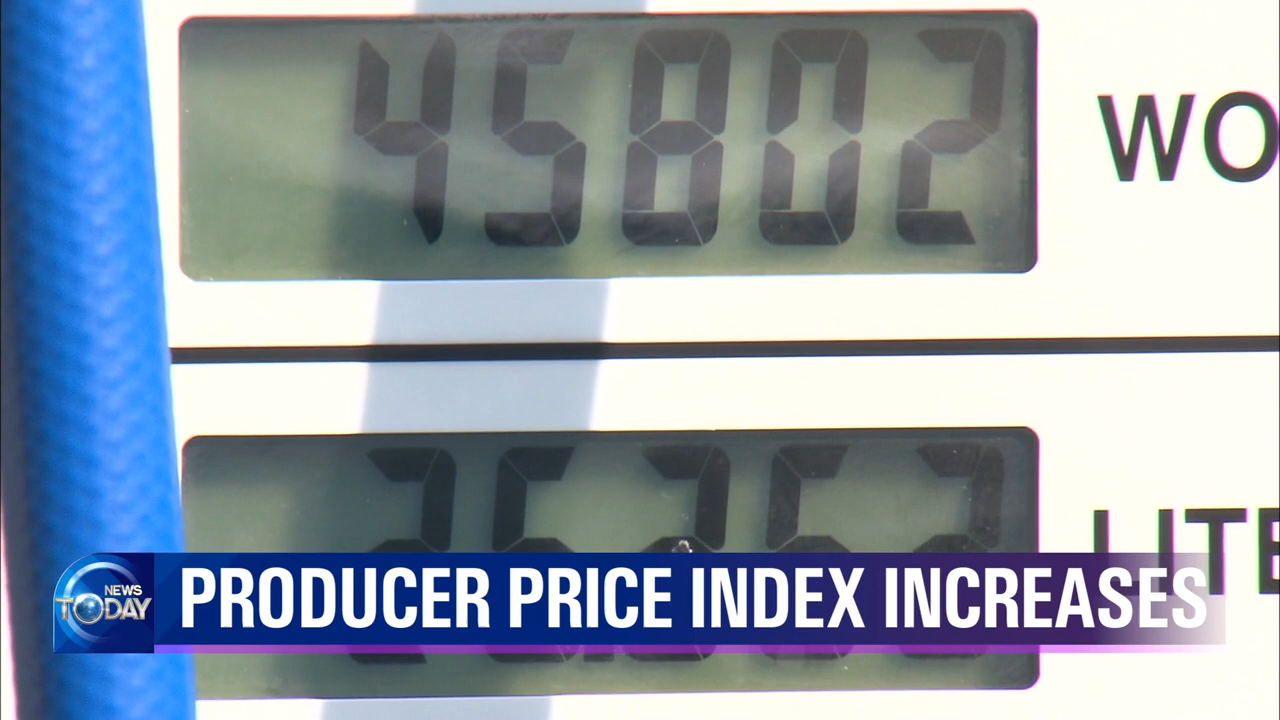 45802
WO
LITE
NEWS
TODAY
PRODUCER PRICE INDEX INCREASES